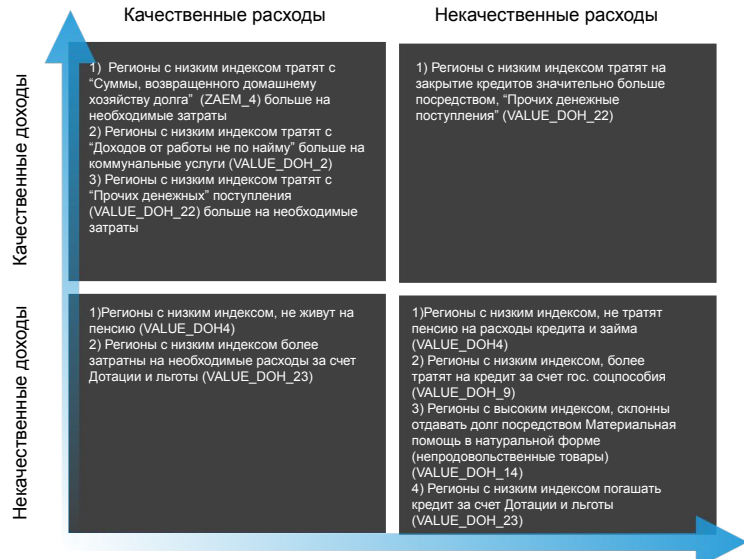 Качественные расходы
Некачественные расходы
Качественные доходы
1) Регионы с низким индексом тратят с
“Суммы, возвращенного домашнему
хозяйству долга” (ZAEM_4) больше на
необходимые затраты
2) Регионы с низким индексом тратят с
“Доходов от работы не по найму” больше на
коммунальные услуги (VALUE_DOH_2)
3) Регионы с низким индексом тратят с
“Прочих денежных” поступления
(VALUE_DOH_22) больше на необходимые
затраты
1) Регионы с низким индексом тратят на
закрытие кредитов значительно больше
посредством, “Прочих денежные
поступления” (VALUE_DOH_22)
Некачественные доходы
1)Регионы с низким индексом, не живут на
пенсию (VALUE_DOH4)
2) Регионы с низким индексом более
затратны на необходимые расходы за счет
Дотации и льготы (VALUE_DOH_23)
1)Регионы с низким индексом, не тратят
пенсию на расходы кредита и займа
(VALUE_DOH4)
2) Регионы с низким индексом, более
тратят на кредит за счет гос. соцпособия
(VALUE_DOH_9)
3) Регионы с высоким индексом, склонны
отдавать долг посредством Материальная
помощь в натуральной форме
(непродовольственные товары)
(VALUE_DOH_14)
4) Регионы с низким индексом погашать
кредит за счет Дотации и льготы
(VALUE_DOH_23)